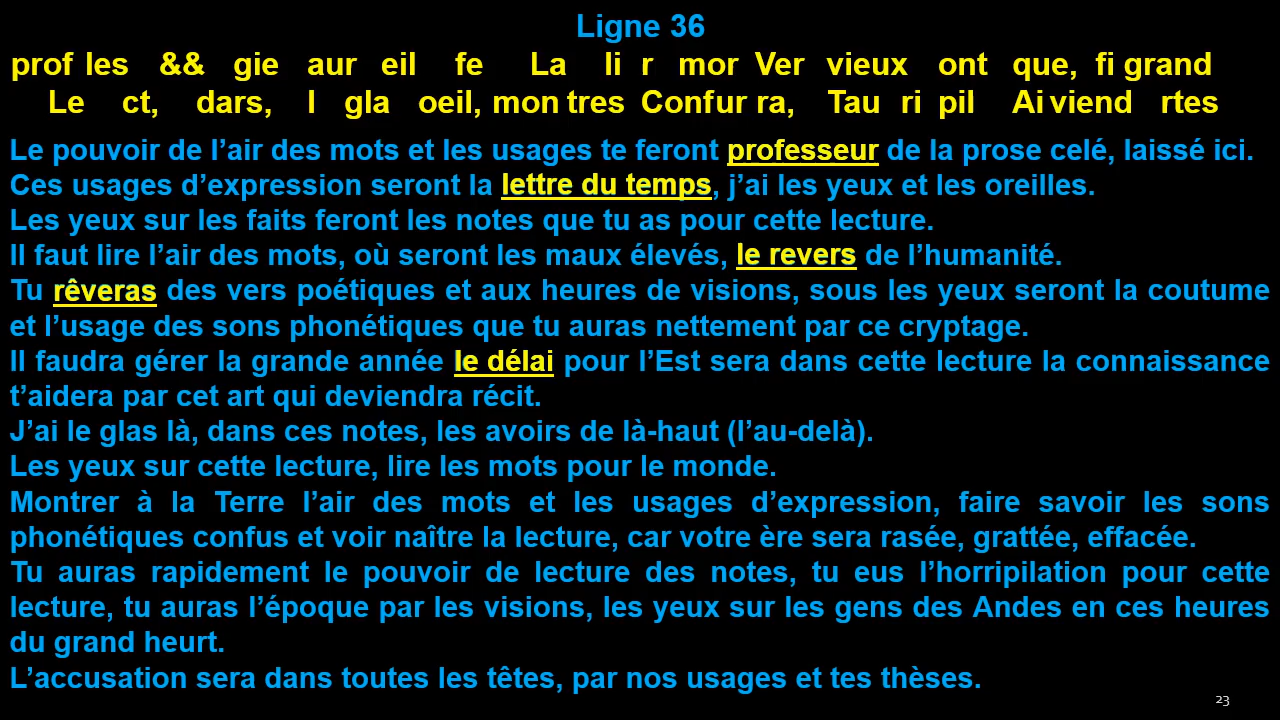 Ligne 36
prof les && gie aur eil fe La li r mor Ver vieux ont que, fi grand
Le ct, dars, l gla oeil, mon tres Confur ra, Tau ri pil Ai viend rtes
Le pouvoir de l’air des mots et les usages te feront professeur de la prose celé, laissé ici.
Ces usages d’expression seront la lettre du temps, j’ai les yeux et les oreilles.
Les yeux sur les faits feront les notes que tu as pour cette lecture.
Il faut lire l’air des mots, où seront les maux élevés, le revers de l’humanité.
Tu rêveras des vers poétiques et aux heures de visions, sous les yeux seront la coutume
et l’usage des sons phonétiques que tu auras nettement par ce cryptage.
Il faudra gérer la grande année le délai pour l’Est sera dans cette lecture la connaissance
t’aidera par cet art qui deviendra récit.
J’ai le glas là, dans ces notes, les avoirs de là-haut (l’au-delà).
Les yeux sur cette lecture, lire les mots pour le monde.
Montrer à la Terre l’air des mots et les usages d’expression, faire savoir les sons
phonétiques confus et voir naître la lecture, car votre ère sera rasée, grattée, effacée.
Tu auras rapidement le pouvoir de lecture des notes, tu eus l’horripilation pour cette
lecture, tu auras l’époque par les visions, les yeux sur les gens des Andes en ces heures
du grand heurt.
L’accusation sera dans toutes les têtes, par nos usages et tes thèses.
23